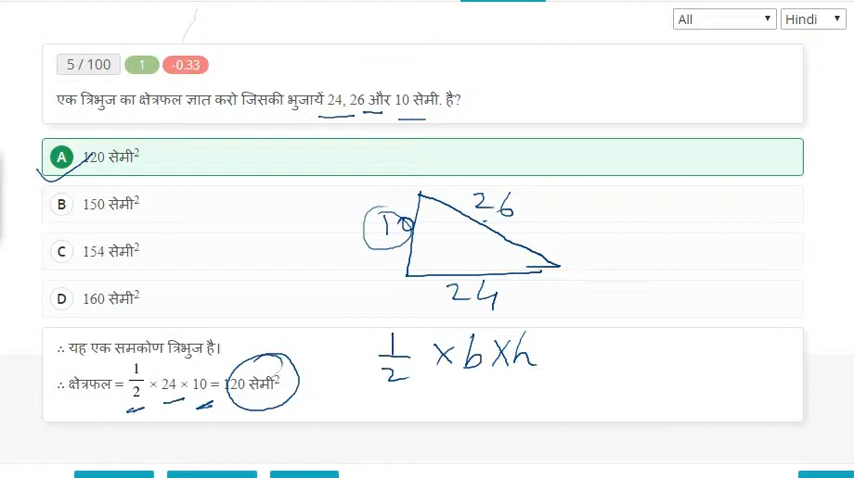 All Hindi
5 / 100 1 -0.33
एक त्रिभुज का क्षेत्रफल ज्ञात करो जिसकी भुजायें 24, 26 और 10 सेमी. है?
A 120 सेमी²
B 150 सेमी²
C 154 सेमी²
D 160 सेमी²
10 26
24
∴ यह एक समकोण त्रिभुज है।
∴ क्षेत्रफल = 1/2 × 24 × 10 = 120 सेमी²
1/2 × b × h